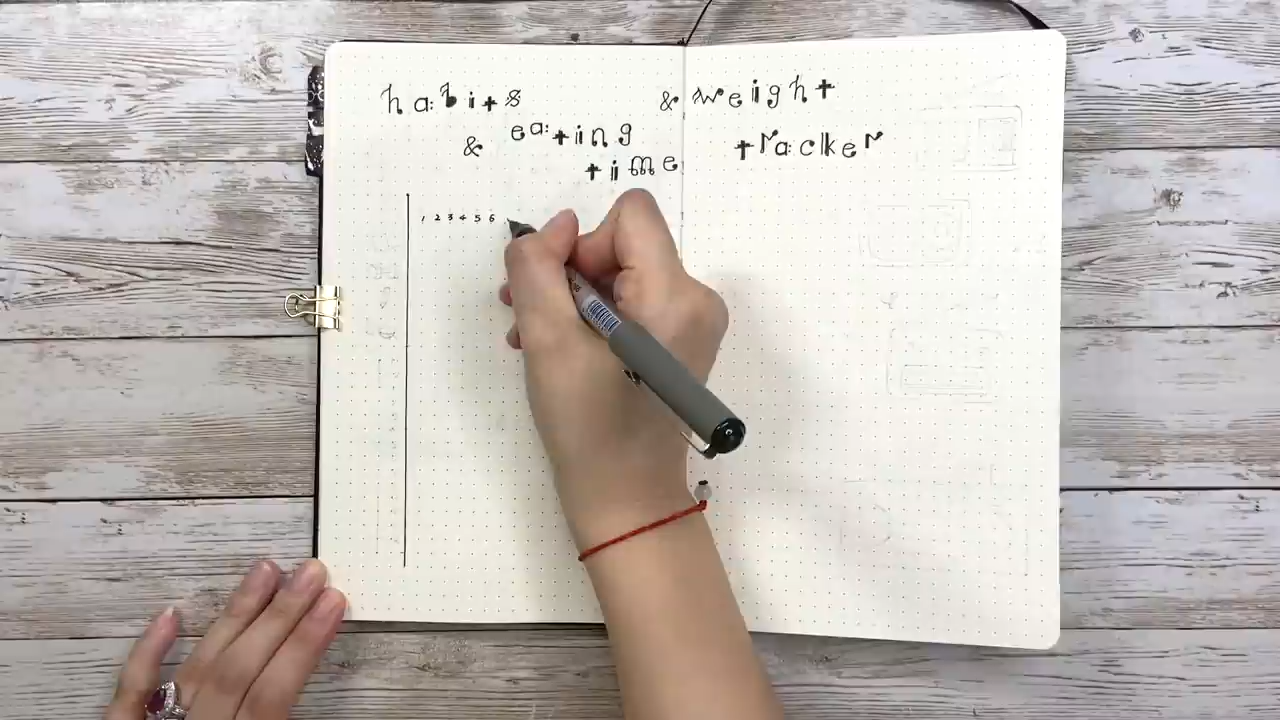 habits
& eating
time
& weight
tracker
1 2 3 4 5 6